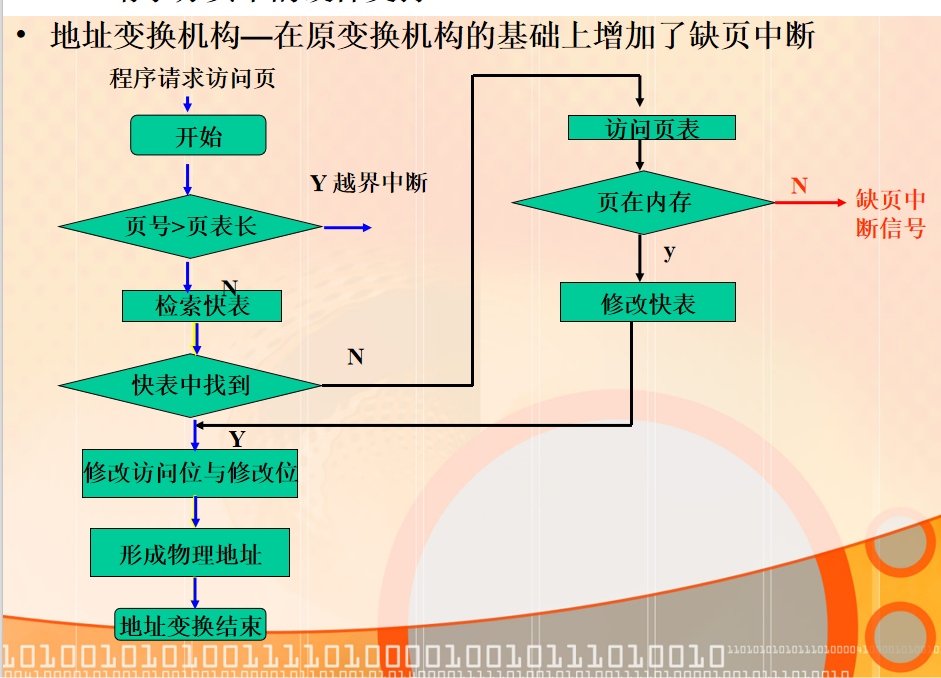 • 地址变换机构—在原变换机构的基础上增加了缺页中断
程序请求访问页
开始
Y 越界中断
页号>页表长
N
检索快表
N
快表中找到
Y
修改访问位与修改位
形成物理地址
地址变换结束
访问页表
页在内存
N
缺页中
断信号
y
修改快表